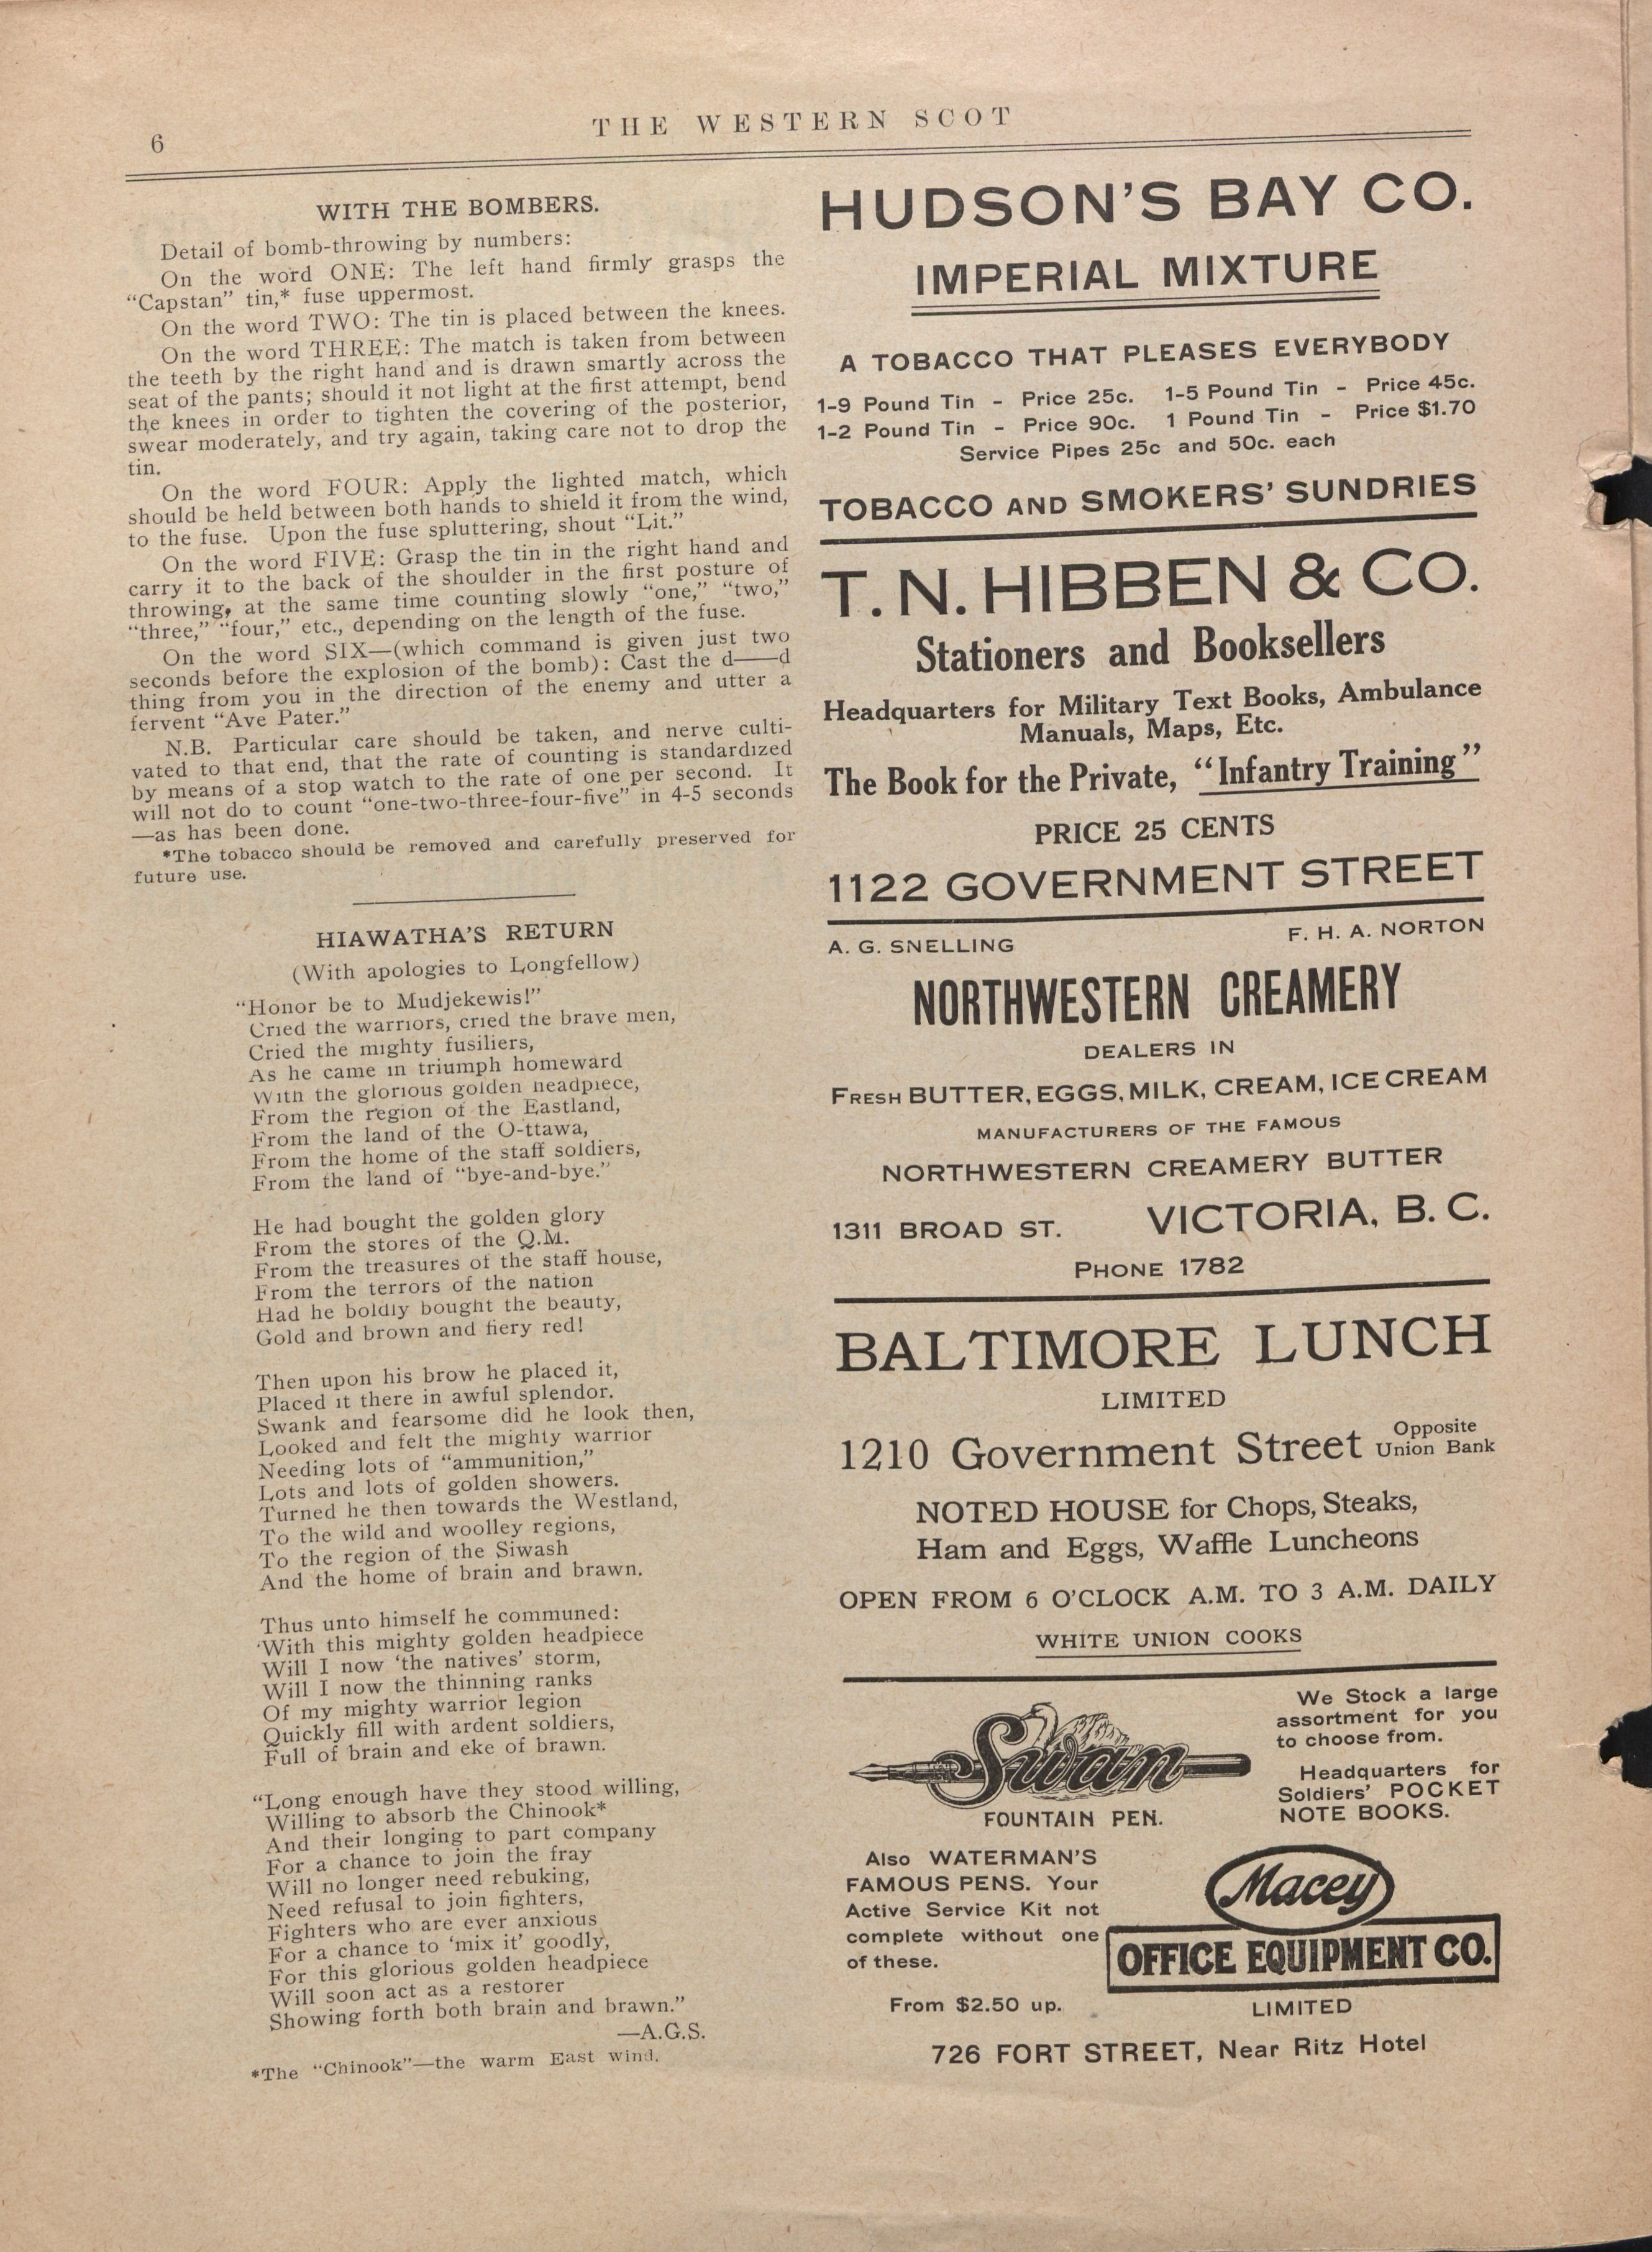 6
THE WESTERN SCOT
WITH THE BOMBERS.
Detail of bomb-throwing by numbers:
On the word ONE: The left hand firmly grasps the
“Capstan” tin,* fuse uppermost.
On the word TWO: The tin is placed between the knees.
On the word THREE: The match is taken from between
the teeth by the right hand and is drawn smartly across the
seat of the pants; should it not light at the first attempt, bend
the knees in order to tighten the covering of the posterior,
swear moderately, and try again, taking care not to drop the
tin.
On the word FOUR: Apply the lighted match, which
should be held between both hands to shield it from the wind,
to the fuse. Upon the fuse spluttering, shout “Lit.”
On the word FIVE: Grasp the tin in the right hand and
carry it to the back of the shoulder in the first posture of
throwing, at the same time counting slowly “one,” “two,”
“three,” “four,” etc., depending on the length of the fuse.
On the word SIX—(which command is given just two
seconds before the explosion of the bomb): Cast the d——d
thing from you in the direction of the enemy and utter a
fervent “Ave Pater.”
N.B. Particular care should be taken, and nerve culti-
vated to that end, that the rate of counting is standardized
by means of a stop watch to the rate of one per second. It
will not do to count “one-two-three-four-five” in 4-5 seconds
—as has been done.
*The tobacco should be removed and carefully preserved for
future use.
HIAWATHA’S RETURN
(With apologies to Longfellow)
“Honor be to Mudjekewis!”
Cried the warriors, cried the brave men,
Cried the mighty fusiliers,
As he came in triumph homeward
With the glorious golden headpiece,
From the region of the Eastland,
From the land of the O-ttawa,
From the home of the staff soldiers,
From the land of “bye-and-bye.”
He had bought the golden glory
From the stores of the Q.M.
From the treasures of the staff house,
From the terrors of the nation
Had he boldly bought the beauty,
Gold and brown and fiery red!
Then upon his brow he placed it,
Placed it there in awful splendor.
Swank and fearsome did he look then,
Looked and felt the mighty warrior
Needing lots of “ammunition,”
Lots and lots of golden showers.
Turned he then towards the Westland,
To the wild and woolley regions,
To the region of the Siwash
And the home of brain and brawn.
Thus unto himself he communed:
‘With this mighty golden headpiece
Will I now ‘the natives’ storm,
Will I now the thinning ranks
Of my mighty warrior legion
Quickly fill with ardent soldiers,
Full of brain and eke of brawn.
“Long enough have they stood willing,
Willing to absorb the Chinook*
And their longing to part company
For a chance to join the fray
Will no longer need rebuking,
Need refusal to join fighters,
Fighters who are ever anxious
For a chance to ‘mix it’ goodly,
For this glorious golden headpiece
Will soon act as a restorer
Showing forth both brain and brawn.”
—A.G.S.
*The “Chinook”—the warm East wind.
HUDSON’S BAY CO.
IMPERIAL MIXTURE
A TOBACCO THAT PLEASES EVERYBODY
1-9 Pound Tin - Price 25c. 1-5 Pound Tin - Price 45c.
1-2 Pound Tin - Price 90c. 1 Pound Tin - Price $1.70
Service Pipes 25c and 50c. each
TOBACCO AND SMOKERS’ SUNDRIES
T. N. HIBBEN & CO.
Stationers and Booksellers
Headquarters for Military Text Books, Ambulance
Manuals, Maps, Etc.
The Book for the Private, “Infantry Training”
PRICE 25 CENTS
1122 GOVERNMENT STREET
A. G. SNELLING F. H. A. NORTON
NORTHWESTERN CREAMERY
DEALERS IN
FRESH BUTTER, EGGS, MILK, CREAM, ICE CREAM
MANUFACTURERS OF THE FAMOUS
NORTHWESTERN CREAMERY BUTTER
1311 BROAD ST. VICTORIA, B. C.
PHONE 1782
BALTIMORE LUNCH
LIMITED
1210 Government Street Opposite
Union Bank
NOTED HOUSE for Chops, Steaks,
Ham and Eggs, Waffle Luncheons
OPEN FROM 6 O’CLOCK A.M. TO 3 A.M. DAILY
WHITE UNION COOKS
Swan
FOUNTAIN PEN.
We Stock a large
assortment for you
to choose from.
Headquarters for
Soldiers’ POCKET
NOTE BOOKS.
Also WATERMAN’S
FAMOUS PENS. Your
Active Service Kit not
complete without one
of these.
From $2.50 up.
Macey
OFFICE EQUIPMENT CO.
LIMITED
726 FORT STREET, Near Ritz Hotel